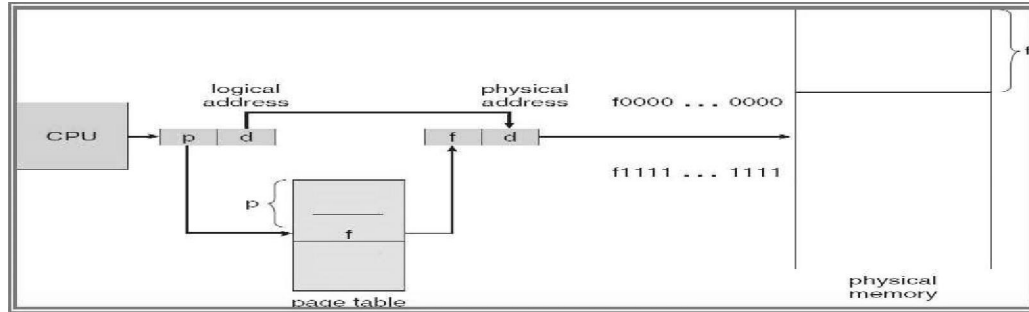 logical
address
physical
address
f0000 ... 0000
CPU
p
d
f
d
f1111 ... 1111
p
f
f
page table
physical
memory